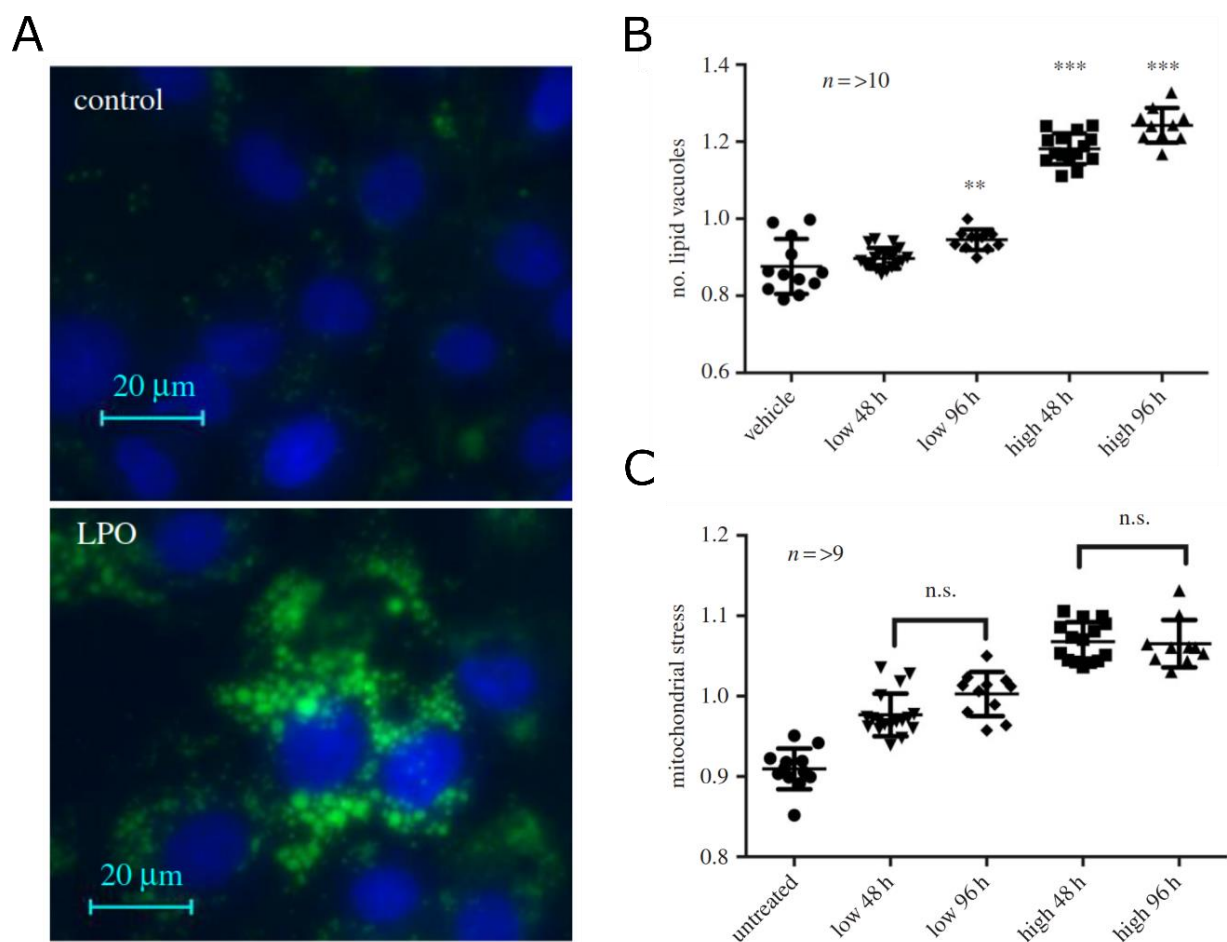 A
control
20 μm
LPO
20 μm
B
no. lipid vacuoles
1.4
1.2
1.0
0.8
0.6
n = >10
**
***
***
vehicle
low 48 h
low 96 h
high 48 h
high 96 h
C
mitochondrial stress
1.2
1.1
1.0
0.9
0.8
n = >9
n.s.
n.s.
untreated
low 48 h
low 96 h
high 48 h
high 96 h